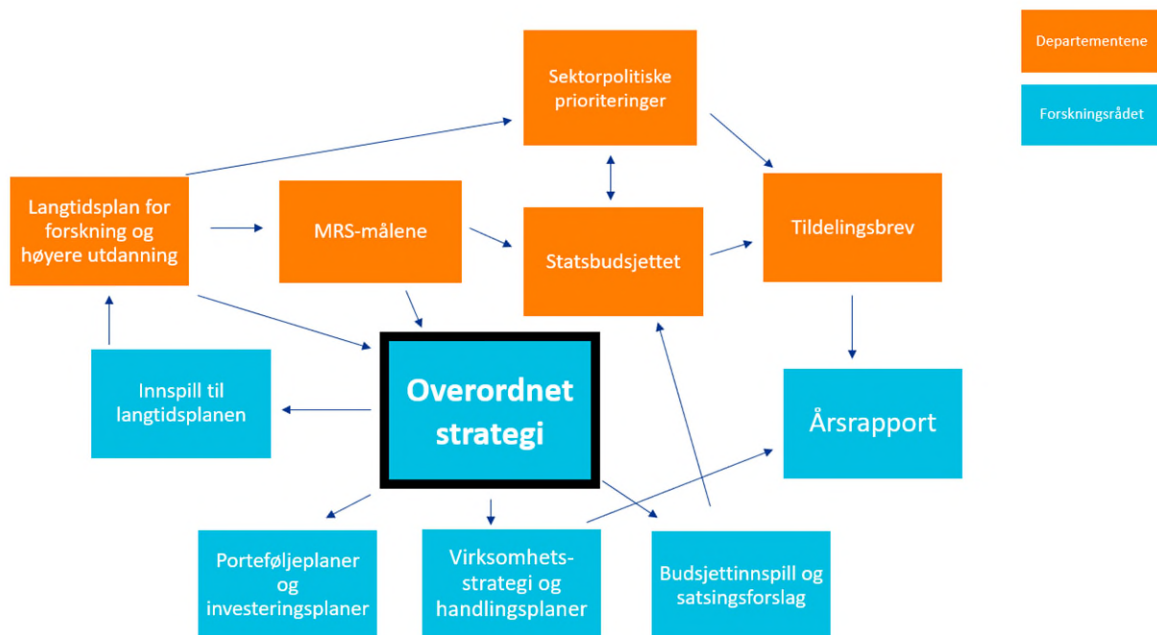 Departementene
Forskningsrådet
Sektorpolitiske
prioriteringer
Langtidsplan for
forskning og
høyere utdanning
MRS-målene
Statsbudsjettet
Tildelingsbrev
Innspill til
langtidsplanen
Overordnet
strategi
Årsrapport
Porteføljeplaner
og
investeringsplaner
Virksomhets-
strategi og
handlingsplaner
Budsjettinnspill og
satsingsforslag